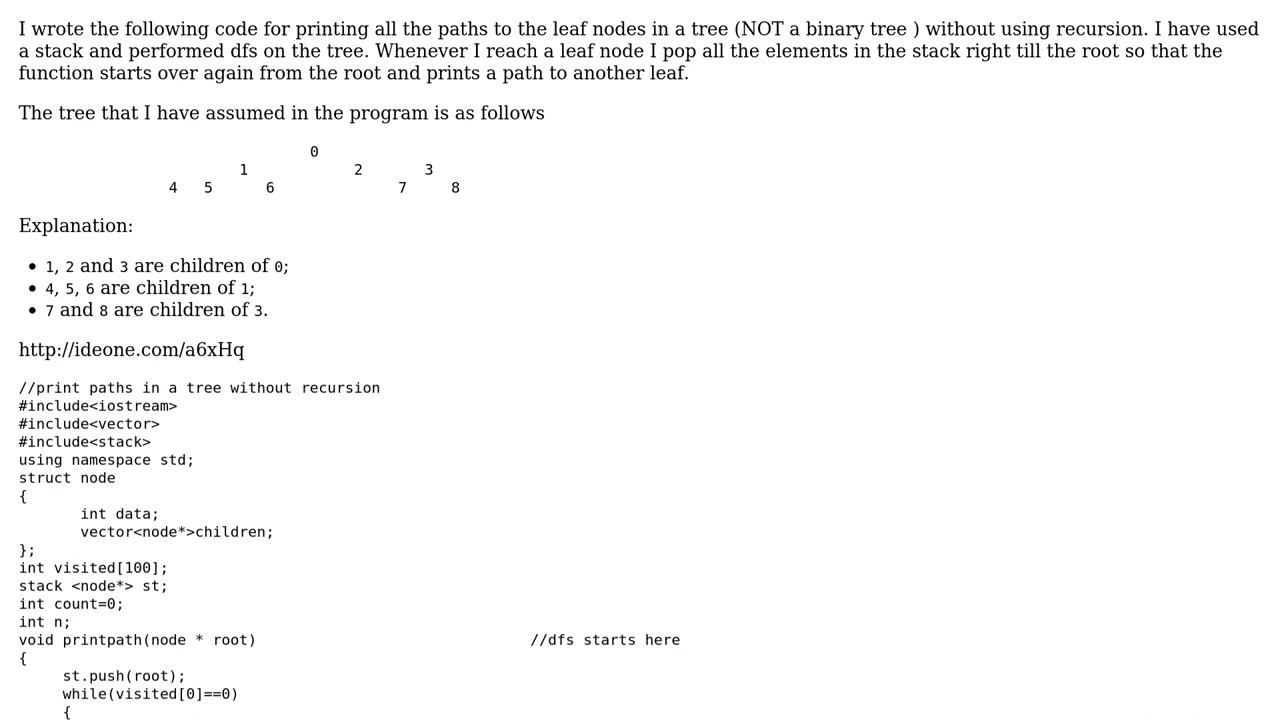 I wrote the following code for printing all the paths to the leaf nodes in a tree (NOT a binary tree ) without using recursion. I have used
a stack and performed dfs on the tree. Whenever I reach a leaf node I pop all the elements in the stack right till the root so that the
function starts over again from the root and prints a path to another leaf.
The tree that I have assumed in the program is as follows
0
1 2 3
4 5 6 7 8
Explanation:
• 1, 2 and 3 are children of 0;
• 4, 5, 6 are children of 1;
• 7 and 8 are children of 3.
http://ideone.com/a6xHq
//print paths in a tree without recursion
#include<iostream>
#include<vector>
#include<stack>
using namespace std;
struct node
{
int data;
vector<node*>children;
};
int visited[100];
stack <node*> st;
int count=0;
int n;
void printpath(node * root) //dfs starts here
{
st.push(root);
while(visited[0]==0)
{